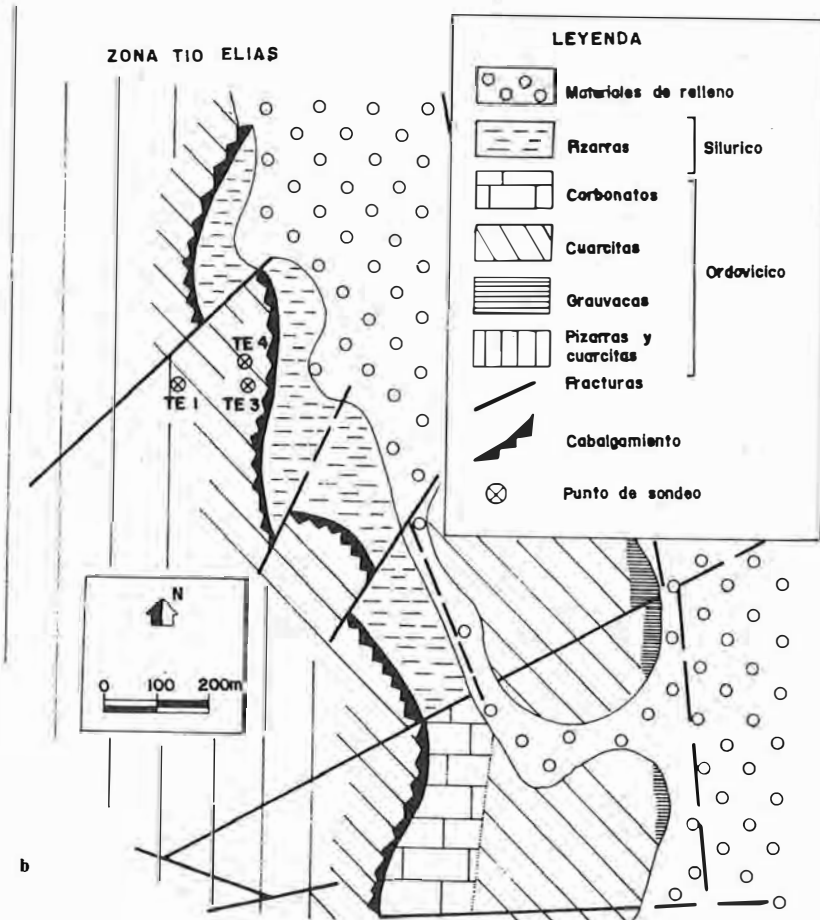 ZONA TIO ELIAS
LEYENDA
Materiales de relleno
Pizarras
Silurico
Carbonatos
Cuarcitas
Ordovicico
Grauvacas
Pizarras y
cuarcitas
Fracturas
Cabalgamiento
Punto de sondeo
TE 4
TE 1
TE 3
N
0 100 200m
b